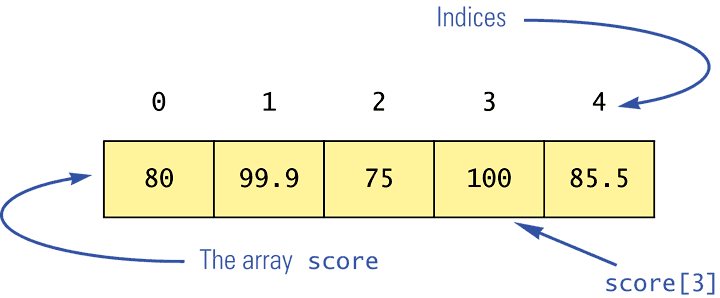 Indices
0 1 2 3 4
80 99.9 75 100 85.5
The array score
score[3]